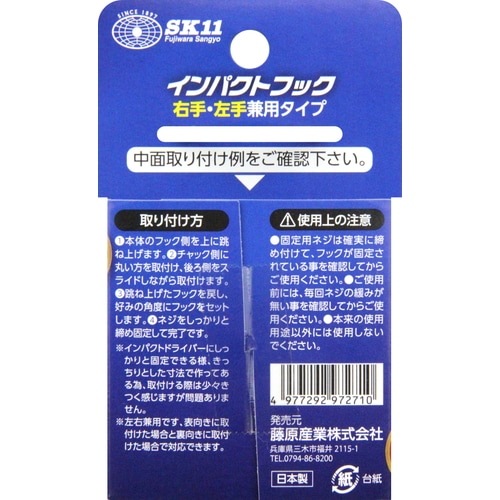 SINCE 1897
SK11
Fujiwara Sangyo
インパクトフック
右手・左手兼用タイプ
中面取り付け例をご確認下さい。
取り付け方
①本体のフック側を上に跳
ね上げます。②チャック側に
丸い方を取付け、後ろ側をス
ライドしながら取付けます。
③跳ね上げたフックを戻し、
好みの角度にフックをセット
します。④ネジをしっかりと
締め固定して完了です。
※インパクトドライバーにしっ
かりと固定できる様、きっ
ちりとした寸法で作ってあ
る為、取付ける際は少々き
つく感じますが問題ありま
せん。
※左右兼用です、表向きに取
付けた場合と裏向きに取付
けた場合で対応できます。
使用上の注意
●固定用ネジは確実に締
め付けて、フックが固定さ
れている事を確認してから
ご使用ください。●ご使用
前には、毎回ネジの緩みが
無い事を確認してからご使
用ください。●本来の使用
用途以外には使用しない
でください。
4 977292 972710
発売元
藤原産業株式会社
兵庫県三木市福井 2115-1
TEL.0794-86-8200
日本製
紙
台紙